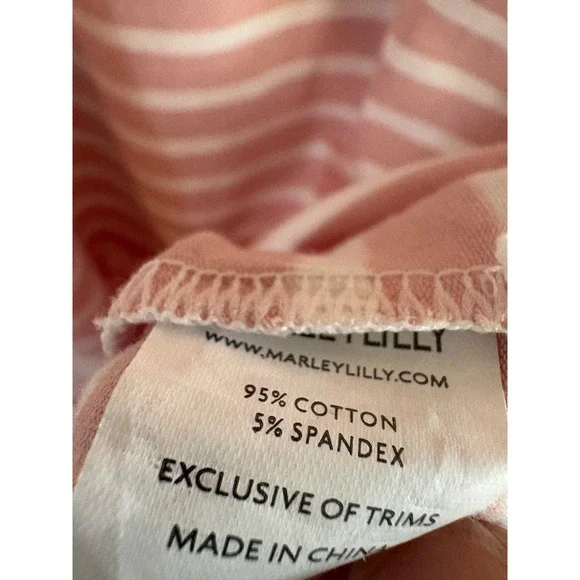 WWW.MARLEYLILLY.COM
95% COTTON
5% SPANDEX
EXCLUSIVE OF TRIMS
MADE IN CHINA